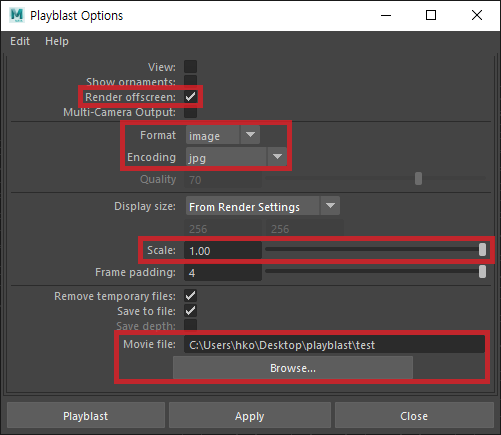 Playblast Options
Edit Help
View:
Show ornaments:
Render offscreen:
Multi-Camera Output:
Format image
Encoding jpg
Quality 70
Display size: From Render Settings
256 256
Scale: 1.00
Frame padding: 4
Remove temporary files:
Save to file:
Save depth:
Movie file: C:\Users\hko\Desktop\playblast\test
Browse...
Playblast Apply Close